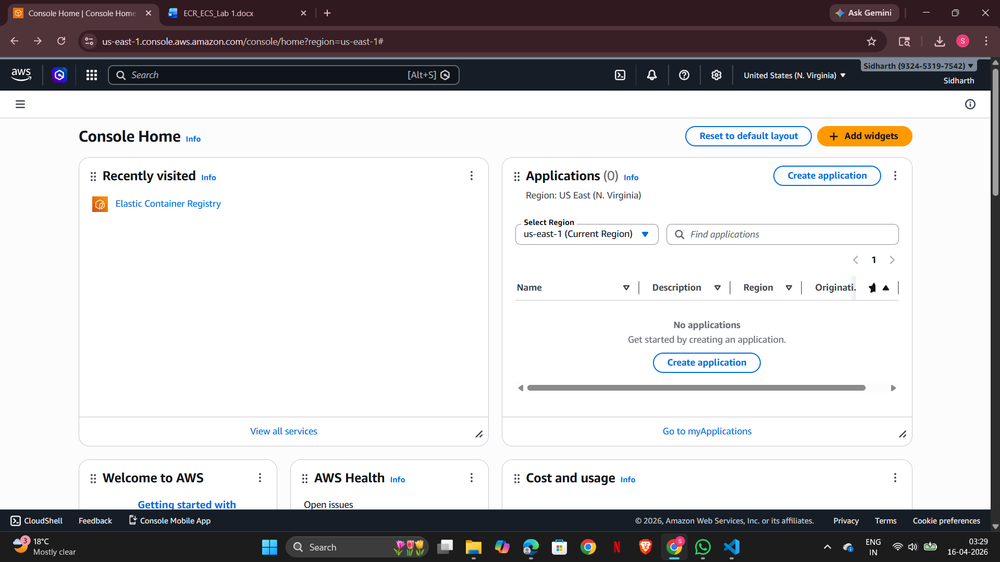 Console Home | Console Home
ECR_ECS_Lab 1.docx
Ask Gemini
us-east-1.console.aws.amazon.com/console/home?region=us-east-1#
S
aws
Search
[Alt+S]
United States (N. Virginia)
Sidharth (9324-5319-7542)
Sidharth
Console Home Info
Reset to default layout
Add widgets
Recently visited Info
Elastic Container Registry
View all services
Applications (0) Info
Create application
Region: US East (N. Virginia)
Select Region
us-east-1 (Current Region)
Find applications
1
Name
Description
Region
Originati.
No applications
Get started by creating an application.
Create application
Go to myApplications
Welcome to AWS
Getting started with
AWS Health Info
Open issues
Cost and usage Info
CloudShell
Feedback
Console Mobile App
© 2026, Amazon Web Services, Inc. or its affiliates.
Privacy
Terms
Cookie preferences
3
18°C
Mostly clear
Search
N
S
ENG
IN
03:29
16-04-2026